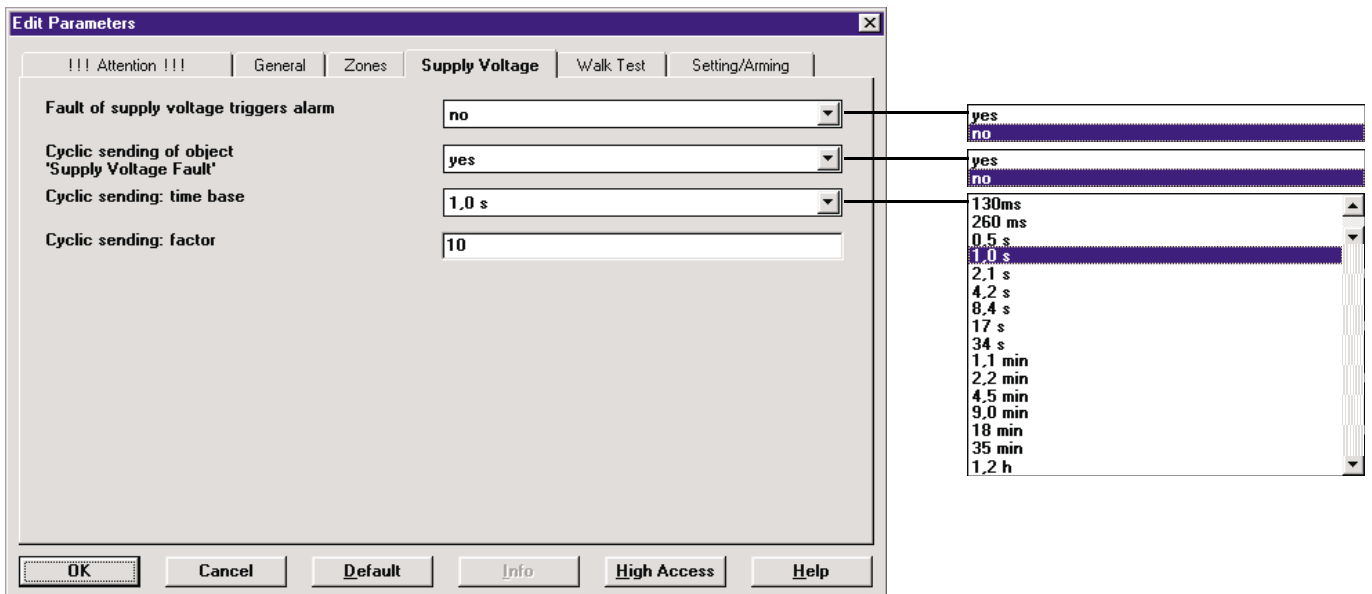 Edit Parameters
!!! Attention !!! General Zones Supply Voltage Walk Test Setting/Arming
Fault of supply voltage triggers alarm no
Cyclic sending of object
'Supply Voltage Fault' yes
Cyclic sending: time base 1,0 s
Cyclic sending: factor 10
OK Cancel Default Info High Access Help
yes
no
yes
no
130ms
260 ms
0,5 s
1,0 s
2,1 s
4,2 s
8,4 s
17 s
34 s
1,1 min
2,2 min
4,5 min
9,0 min
18 min
35 min
1,2 h